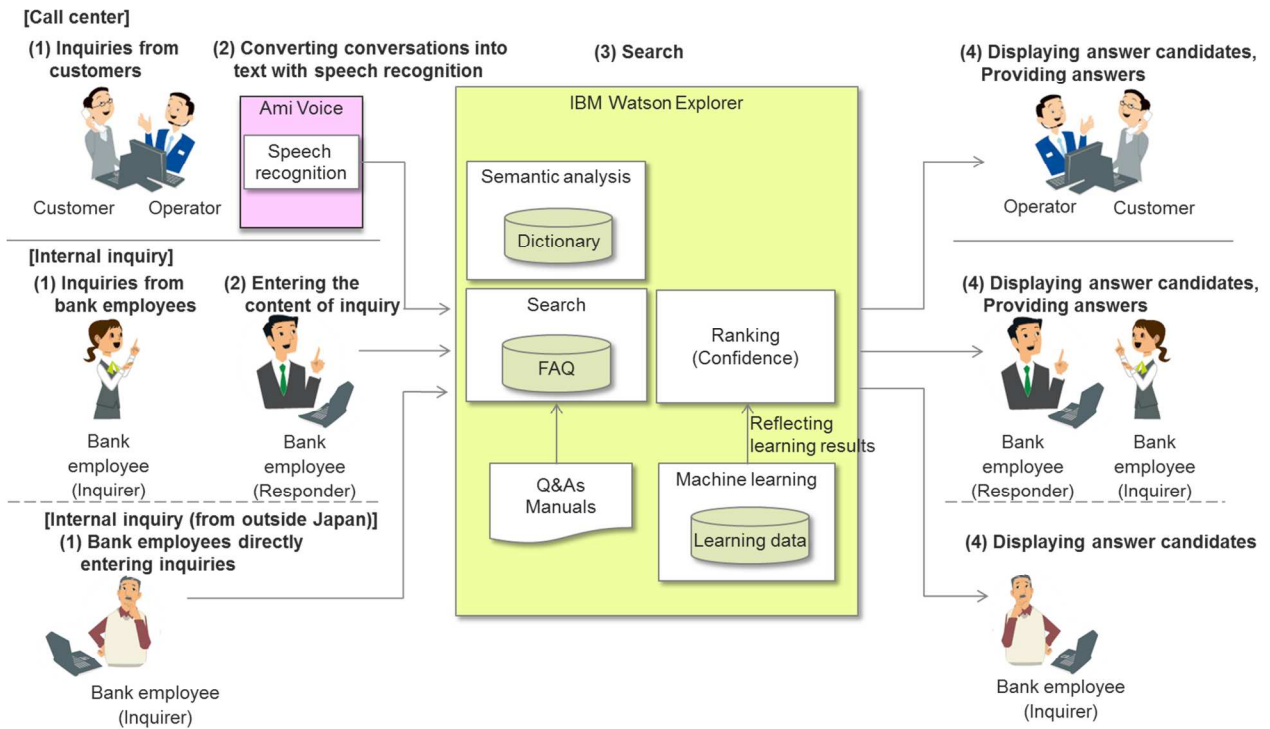 [Call center]
(1) Inquiries from
customers
(2) Converting conversations into
text with speech recognition
(3) Search
(4) Displaying answer candidates,
Providing answers
Ami Voice
Speech
recognition
Customer
Operator
IBM Watson Explorer
Semantic analysis
Dictionary
Search
FAQ
Ranking
(Confidence)
Reflecting
learning results
Q&As
Manuals
Machine learning
Learning data
Operator
Customer
[Internal inquiry]
(1) Inquiries from
bank employees
(2) Entering the
content of inquiry
Bank
employee
(Inquirer)
Bank
employee
(Responder)
(4) Displaying answer candidates,
Providing answers
Bank
employee
(Responder)
Bank
employee
(Inquirer)
[Internal inquiry (from outside Japan)]
(1) Bank employees directly
entering inquiries
Bank employee
(Inquirer)
(4) Displaying answer candidates
Bank employee
(Inquirer)